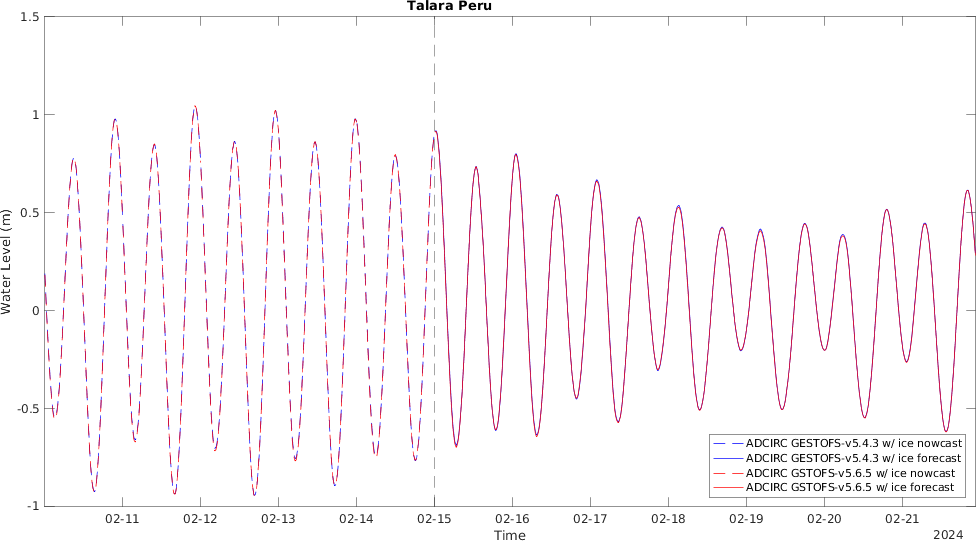 Talara Peru
1.5
1
0.5
0
-0.5
-1
Water Level (m)
ADCIRC GESTOFS-v5.4.3 w/ ice nowcast
ADCIRC GESTOFS-v5.4.3 w/ ice forecast
ADCIRC GSTOFS-v5.6.5 w/ ice nowcast
ADCIRC GSTOFS-v5.6.5 w/ ice forecast
02-11 02-12 02-13 02-14 02-15 02-16 02-17 02-18 02-19 02-20 02-21
Time
2024